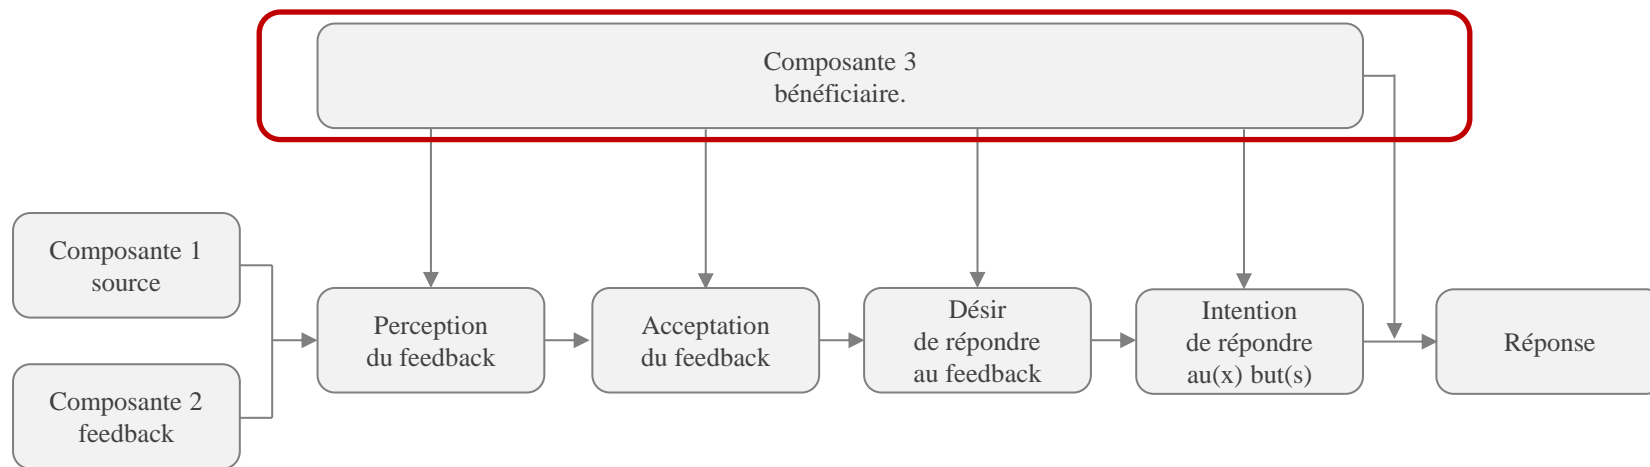 Composante 3
bénéficiaire.
Composante 1
source
Composante 2
feedback
Perception
du feedback
Acceptation
du feedback
Désir
de répondre
au feedback
Intention
de répondre
au(x) but(s)
Réponse